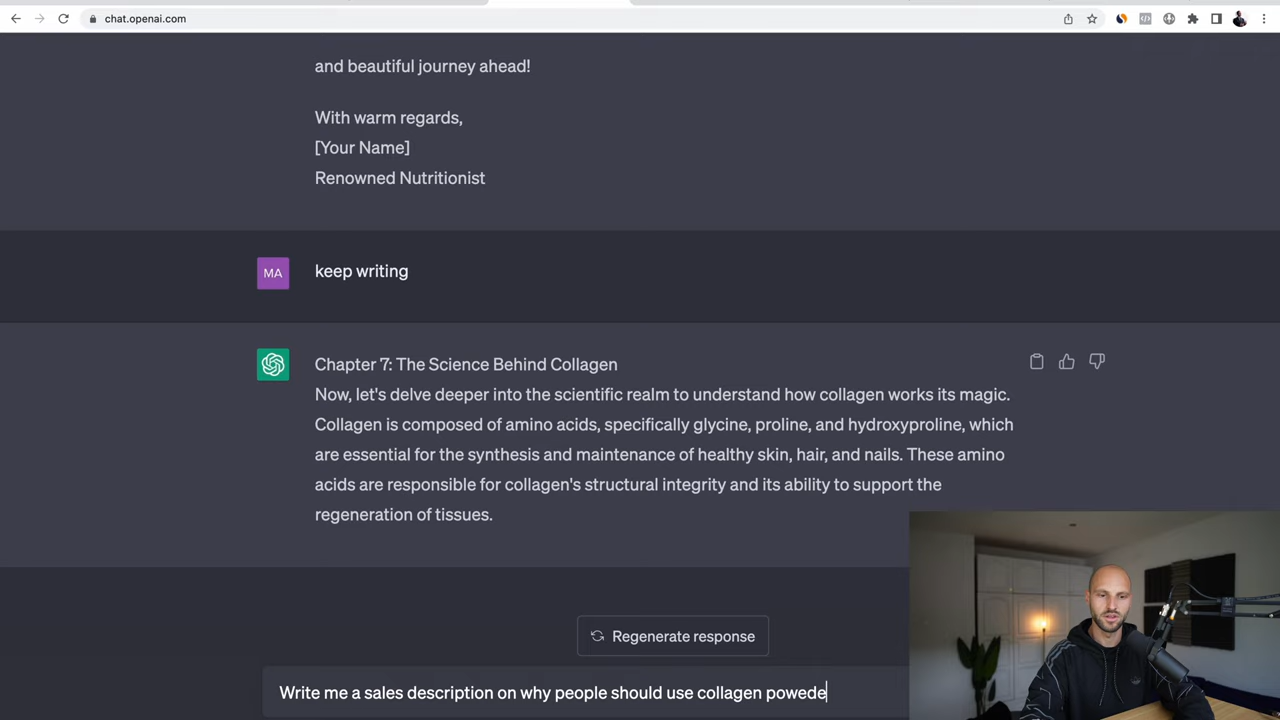 chat.openai.com
and beautiful journey ahead!
With warm regards,
[Your Name]
Renowned Nutritionist
MA
keep writing
Chapter 7: The Science Behind Collagen
Now, let's delve deeper into the scientific realm to understand how collagen works its magic.
Collagen is composed of amino acids, specifically glycine, proline, and hydroxyproline, which
are essential for the synthesis and maintenance of healthy skin, hair, and nails. These amino
acids are responsible for collagen's structural integrity and its ability to support the
regeneration of tissues.
Regenerate response
Write me a sales description on why people should use collagen powede